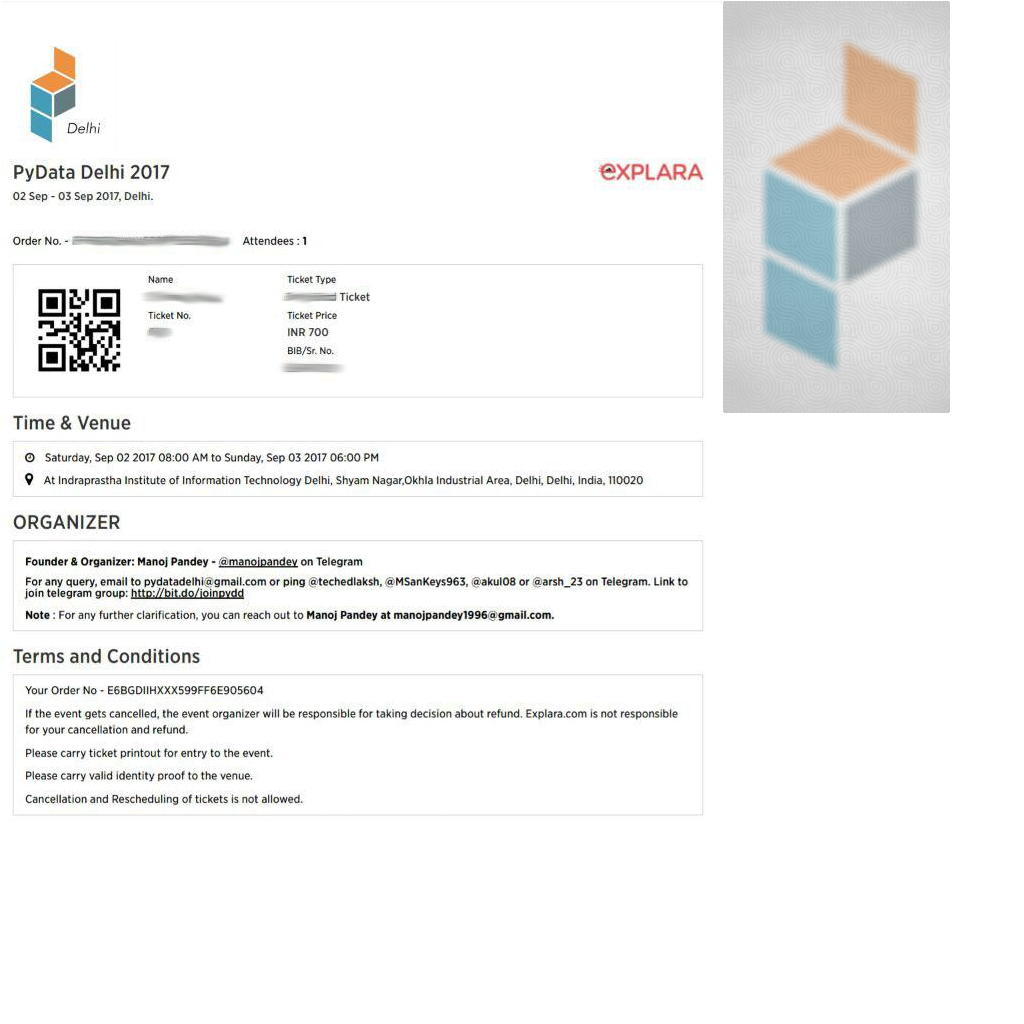 Delhi
PyData Delhi 2017
EXPLARA
02 Sep - 03 Sep 2017, Delhi.
Order No. - Attendees : 1
Name
Ticket Type
Ticket
Ticket No.
Ticket Price
INR 700
BIB/Sr. No.
Time & Venue
Saturday, Sep 02 2017 08:00 AM to Sunday, Sep 03 2017 06:00 PM
At Indraprastha Institute of Information Technology Delhi, Shyam Nagar,Okhla Industrial Area, Delhi, Delhi, India, 110020
ORGANIZER
Founder & Organizer: Manoj Pandey - @manojpandey on Telegram
For any query, email to pydatadelhi@gmail.com or ping @techedlaksh, @MSanKeys963, @akul08 or @arsh_23 on Telegram. Link to
join telegram group: http://bit.do/joinpydd
Note : For any further clarification, you can reach out to Manoj Pandey at manojpandey1996@gmail.com.
Terms and Conditions
Your Order No - E6BGDIIHXXX599FF6E905604
If the event gets cancelled, the event organizer will be responsible for taking decision about refund. Explara.com is not responsible
for your cancellation and refund.
Please carry ticket printout for entry to the event.
Please carry valid identity proof to the venue.
Cancellation and Rescheduling of tickets is not allowed.